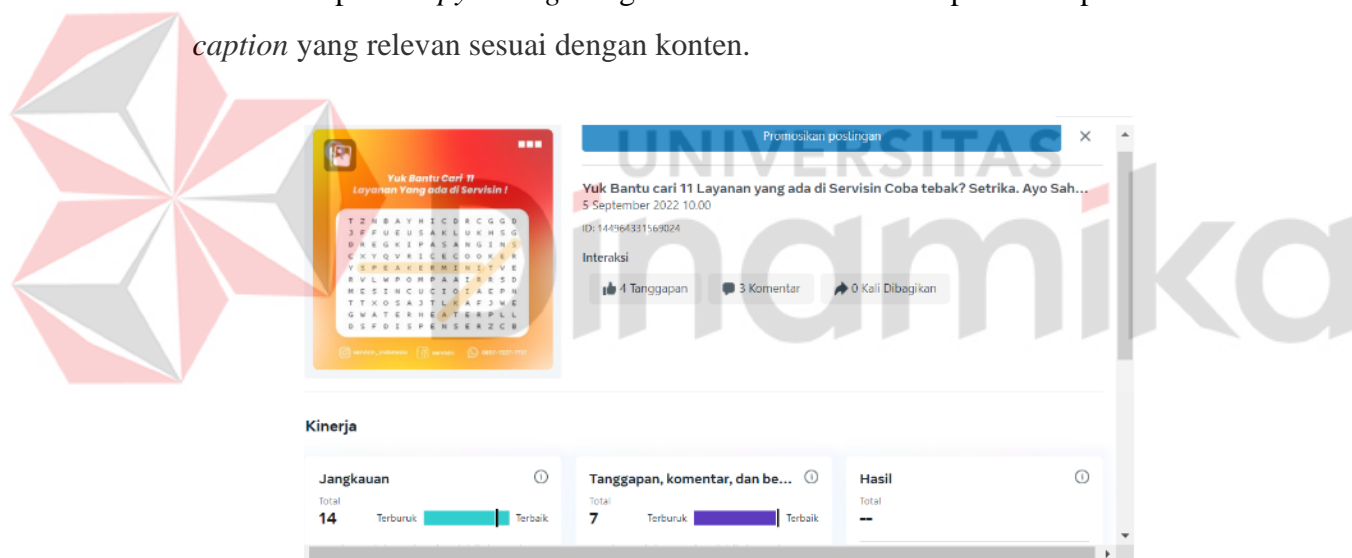 caption yang relevan sesuai dengan konten.
UNIVERSITAS
Dinamika
Promosikan postingan
Yuk Bantu Cari 11
Layanan Yang ada di Servisin !
Yuk Bantu cari 11 Layanan yang ada di Servisin Coba tebak? Setrika. Ayo Sah...
5 September 2022 10.00
ID: 144964331569024
Interaksi
4 Tanggapan
3 Komentar
0 Kali Dibagikan
Y S P E A K E R M I N I T V E
G W A T E R H E A T E R P L L
D S F D I S P E N S E R Z C B
Kinerja
Jangkauan
Total
14 Terburuk Terbaik
Tanggapan, komentar, dan be...
Total
7 Terburuk Terbaik
Hasil
Total
--